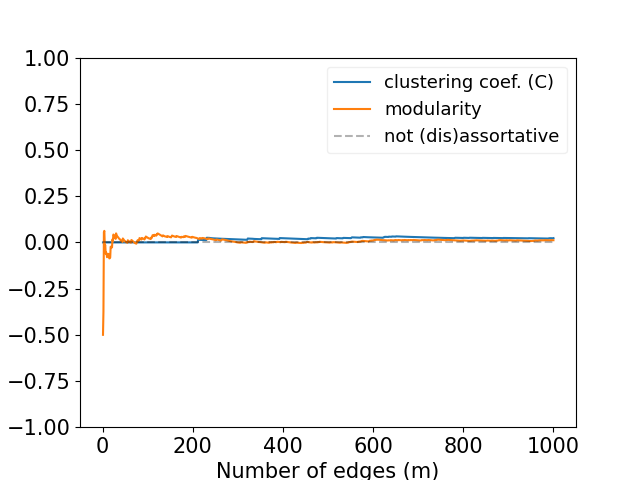 1.00
0.75
0.50
0.25
0.00
−0.25
−0.50
−0.75
−1.00
clustering coef. (C)
modularity
not (dis)assortative
0 200 400 600 800 1000
Number of edges (m)